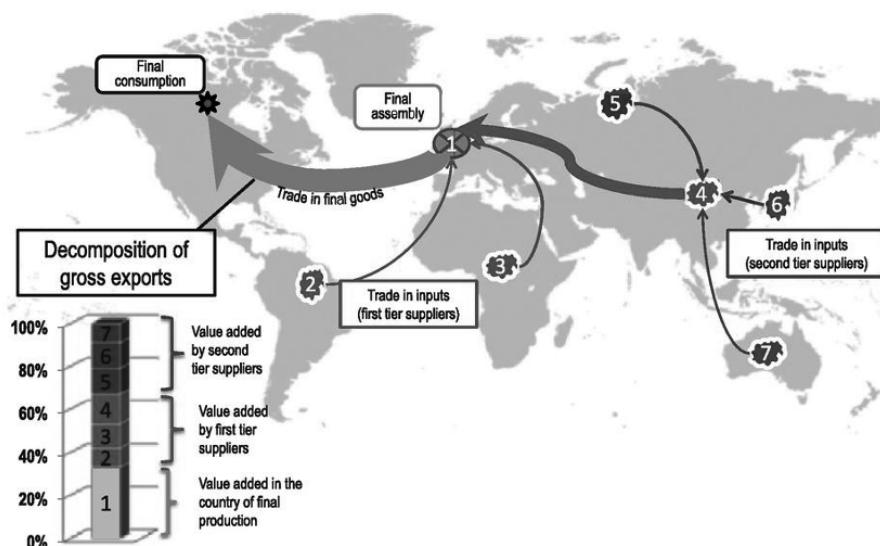 Final
consumption
Final
assembly
1
5
4
6
Trade in final goods
Decomposition of
gross exports
2
3
Trade in inputs
(first tier suppliers)
Trade in inputs
(second tier suppliers)
7
100%
80%
60%
40%
20%
0%
7
6
5
4
3
2
1
Value added
by second
tier suppliers
Value added
by first tier
suppliers
Value added in the
country of final
production